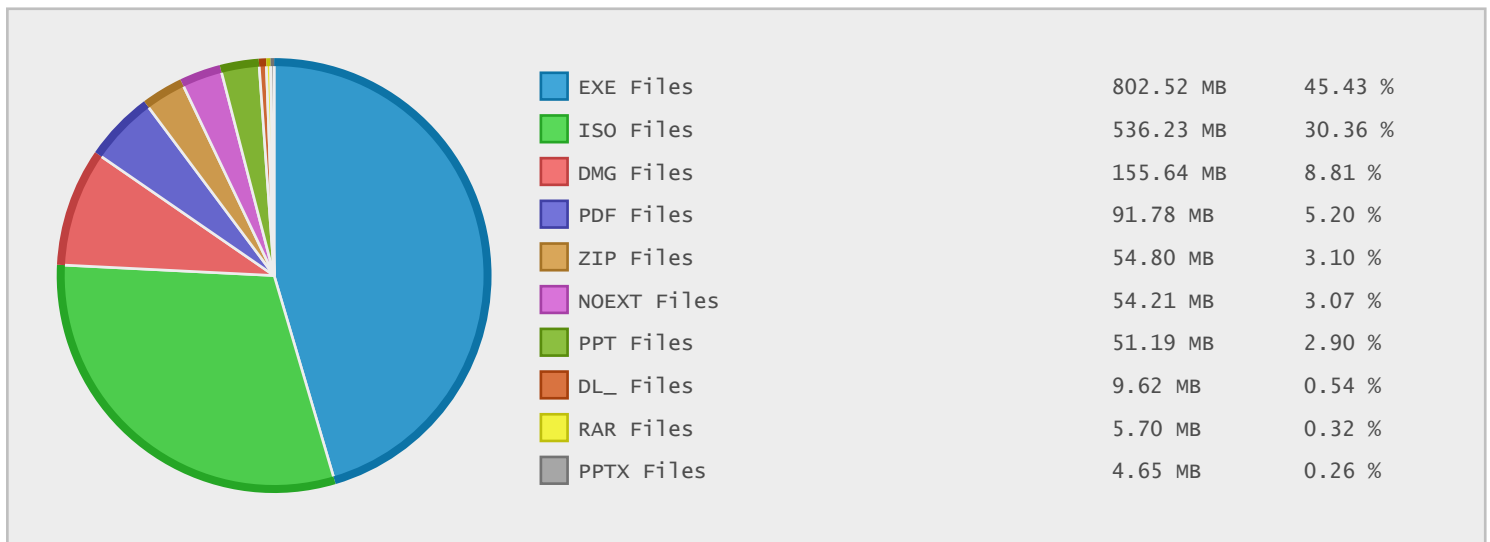 EXE Files 802.52 MB 45.43 %
ISO Files 536.23 MB 30.36 %
DMG Files 155.64 MB 8.81 %
PDF Files 91.78 MB 5.20 %
ZIP Files 54.80 MB 3.10 %
NOEXT Files 54.21 MB 3.07 %
PPT Files 51.19 MB 2.90 %
DL_ Files 9.62 MB 0.54 %
RAR Files 5.70 MB 0.32 %
PPTX Files 4.65 MB 0.26 %